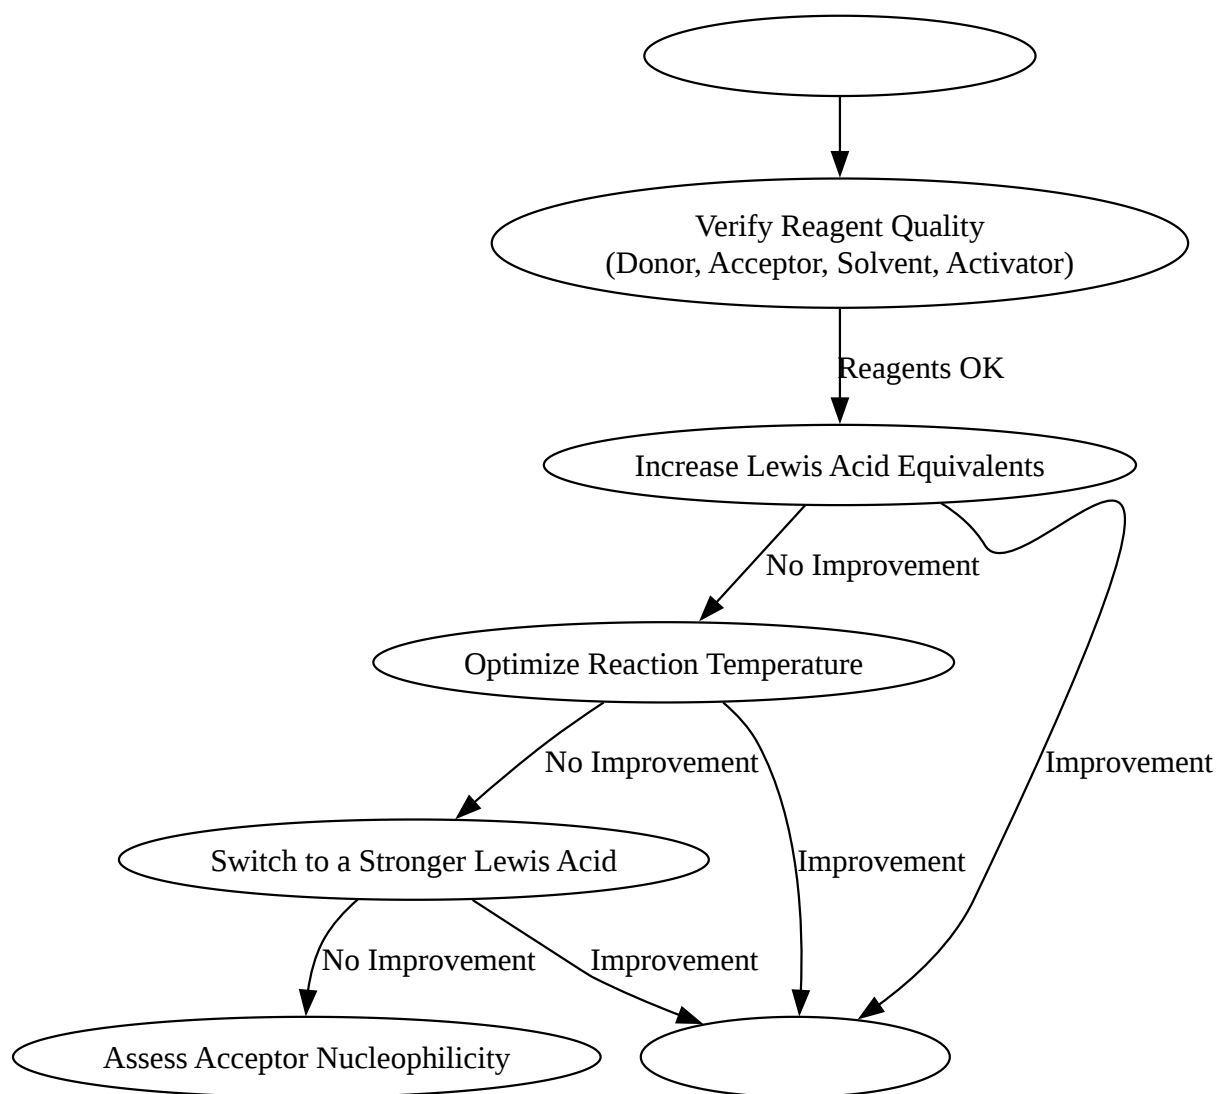 Verify Reagent Quality
(Donor, Acceptor, Solvent, Activator)
Reagents OK
Increase Lewis Acid Equivalents
No Improvement
Optimize Reaction Temperature
No Improvement
Improvement
Switch to a Stronger Lewis Acid
Improvement
No Improvement
Improvement
Assess Acceptor Nucleophilicity